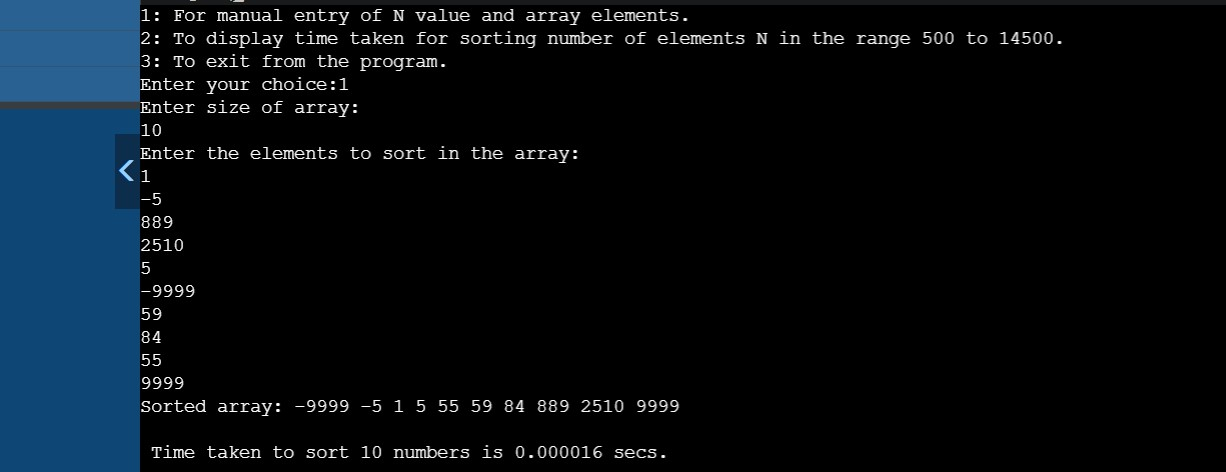 1: For manual entry of N value and array elements.
2: To display time taken for sorting number of elements N in the range 500 to 14500.
3: To exit from the program.
Enter your choice:1
Enter size of array:
10
Enter the elements to sort in the array:
1
-5
889
2510
5
-9999
59
84
55
9999
Sorted array: -9999 -5 1 5 55 59 84 889 2510 9999
Time taken to sort 10 numbers is 0.000016 secs.